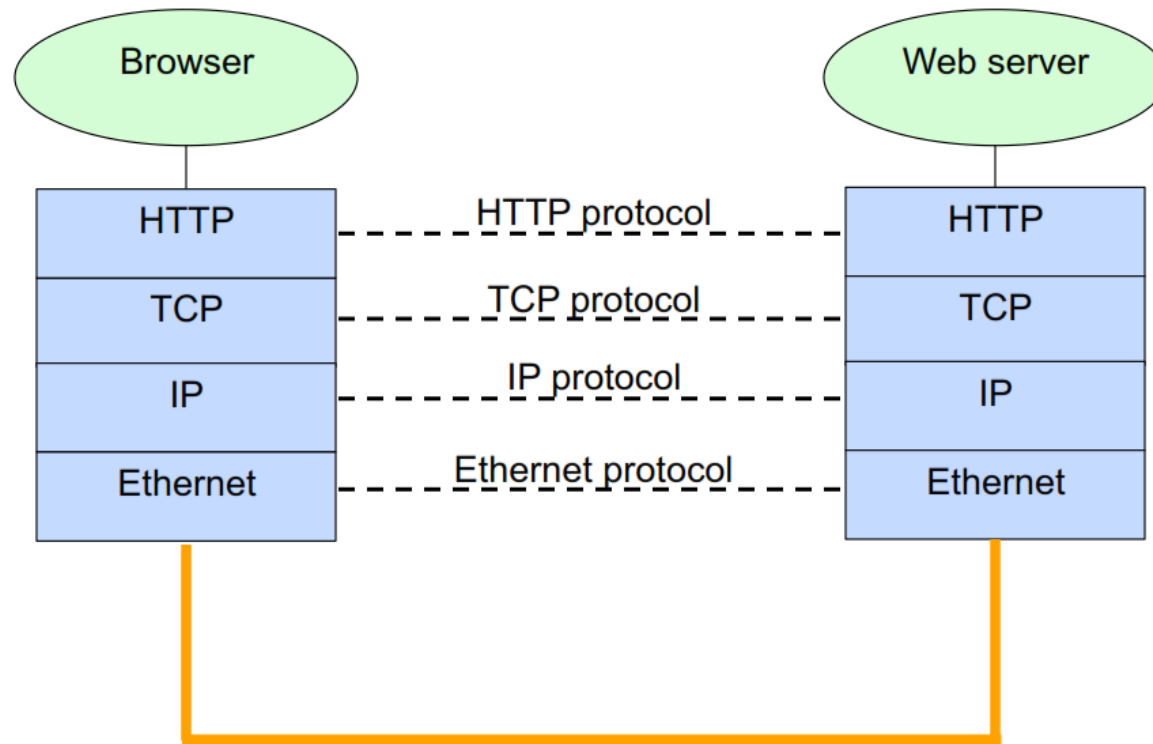 Browser
Web server
HTTP
HTTP protocol
HTTP
TCP
TCP protocol
TCP
IP
IP protocol
IP
Ethernet
Ethernet protocol
Ethernet